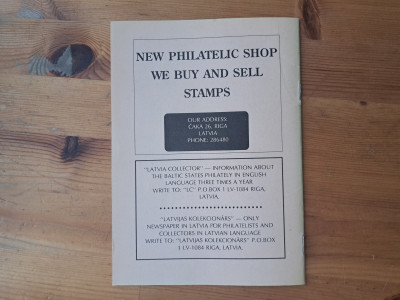 NEW PHILATELIC SHOP
WE BUY AND SELL
STAMPS
OUR ADDRESS:
ČAKA 26, RIGA
LATVIA
PHONE: 286480
"LATVIA COLLECTOR" — INFORMATION ABOUT
THE BALTIC STATES PHILATELY IN ENGLISH
LANGUAGE THREE TIMES A YEAR.
WRITE TO: "LC" P.O.BOX 1 LV-1084 RIGA,
LATVIA.
"LATVIJAS KOLEKCIONĀRS" — ONLY
NEWSPAPER IN LATVIA FOR PHILATELISTS AND
COLLECTORS IN LATVIAN LANGUAGE
WRITE TO: "LATVIJAS KOLEKCIONĀRS" P.O.BOX
1 LV-1084 RIGA, LATVIA.